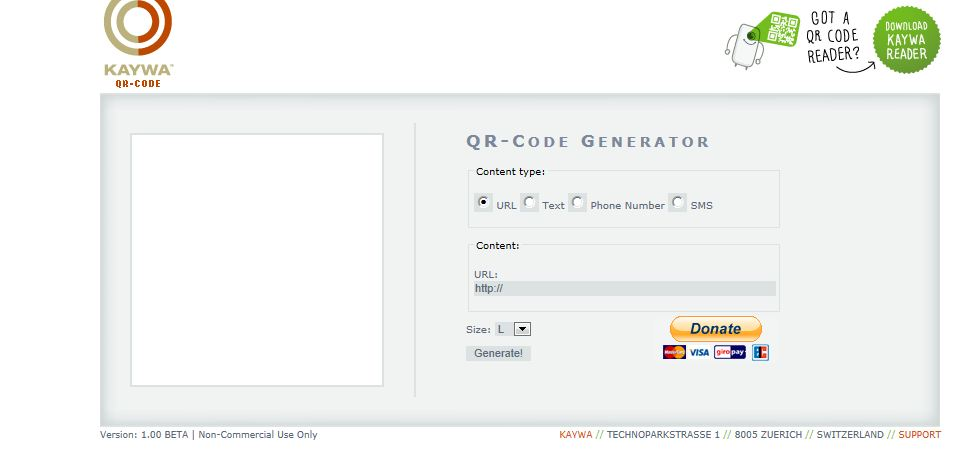 KAYWA™
QR-CODE
GOT A
QR CODE
READER?
DOWNLOAD
KAYWA
READER
QR-CODE GENERATOR
Content type:
URL Text Phone Number SMS
Content:
URL:
http://
Size: L
Donate
MasterCard VISA giropay
Generate!
Version: 1.00 BETA | Non-Commercial Use Only
KAYWA // TECHNOPARKSTRASSE 1 // 8005 ZUERICH // SWITZERLAND // SUPPORT